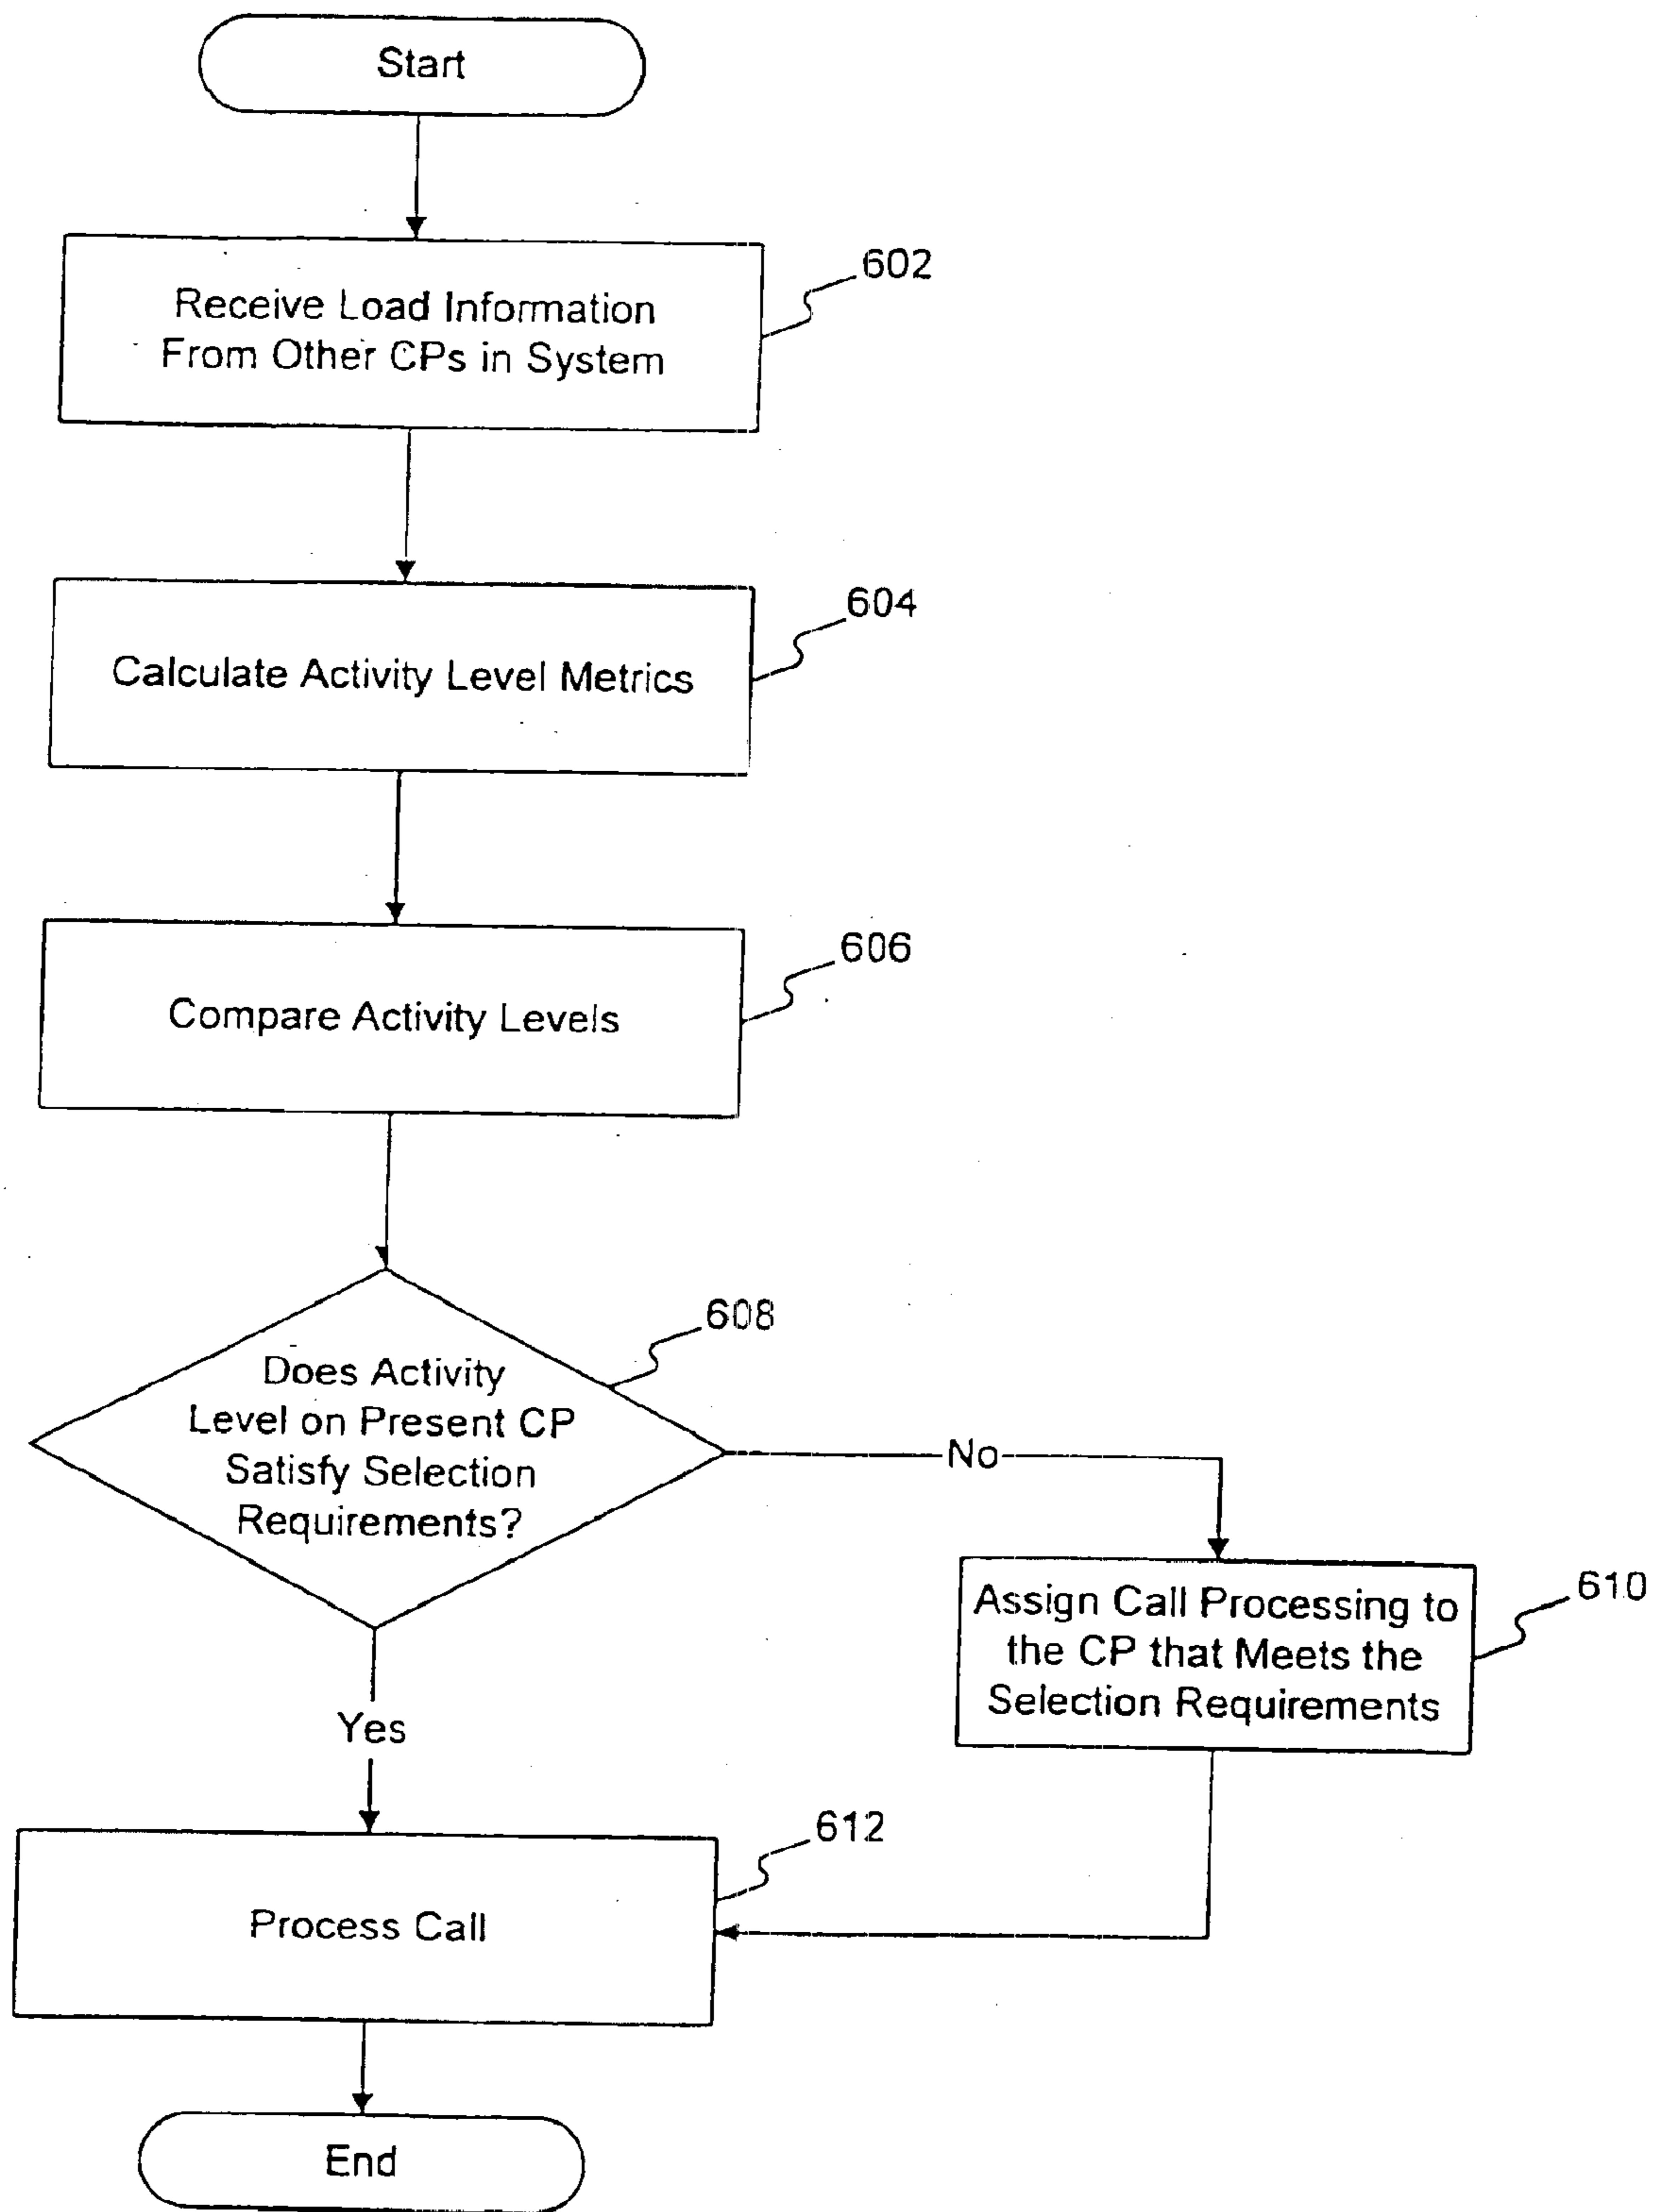 Start
602
Receive Load Information
From Other CPs in System
604
Calculate Activity Level Metrics
606
Compare Activity Levels
608
Does Activity
Level on Present CP
Satisfy Selection
Requirements?
No
610
Assign Call Processing to
the CP that Meets the
Selection Requirements
Yes
612
Process Call
End